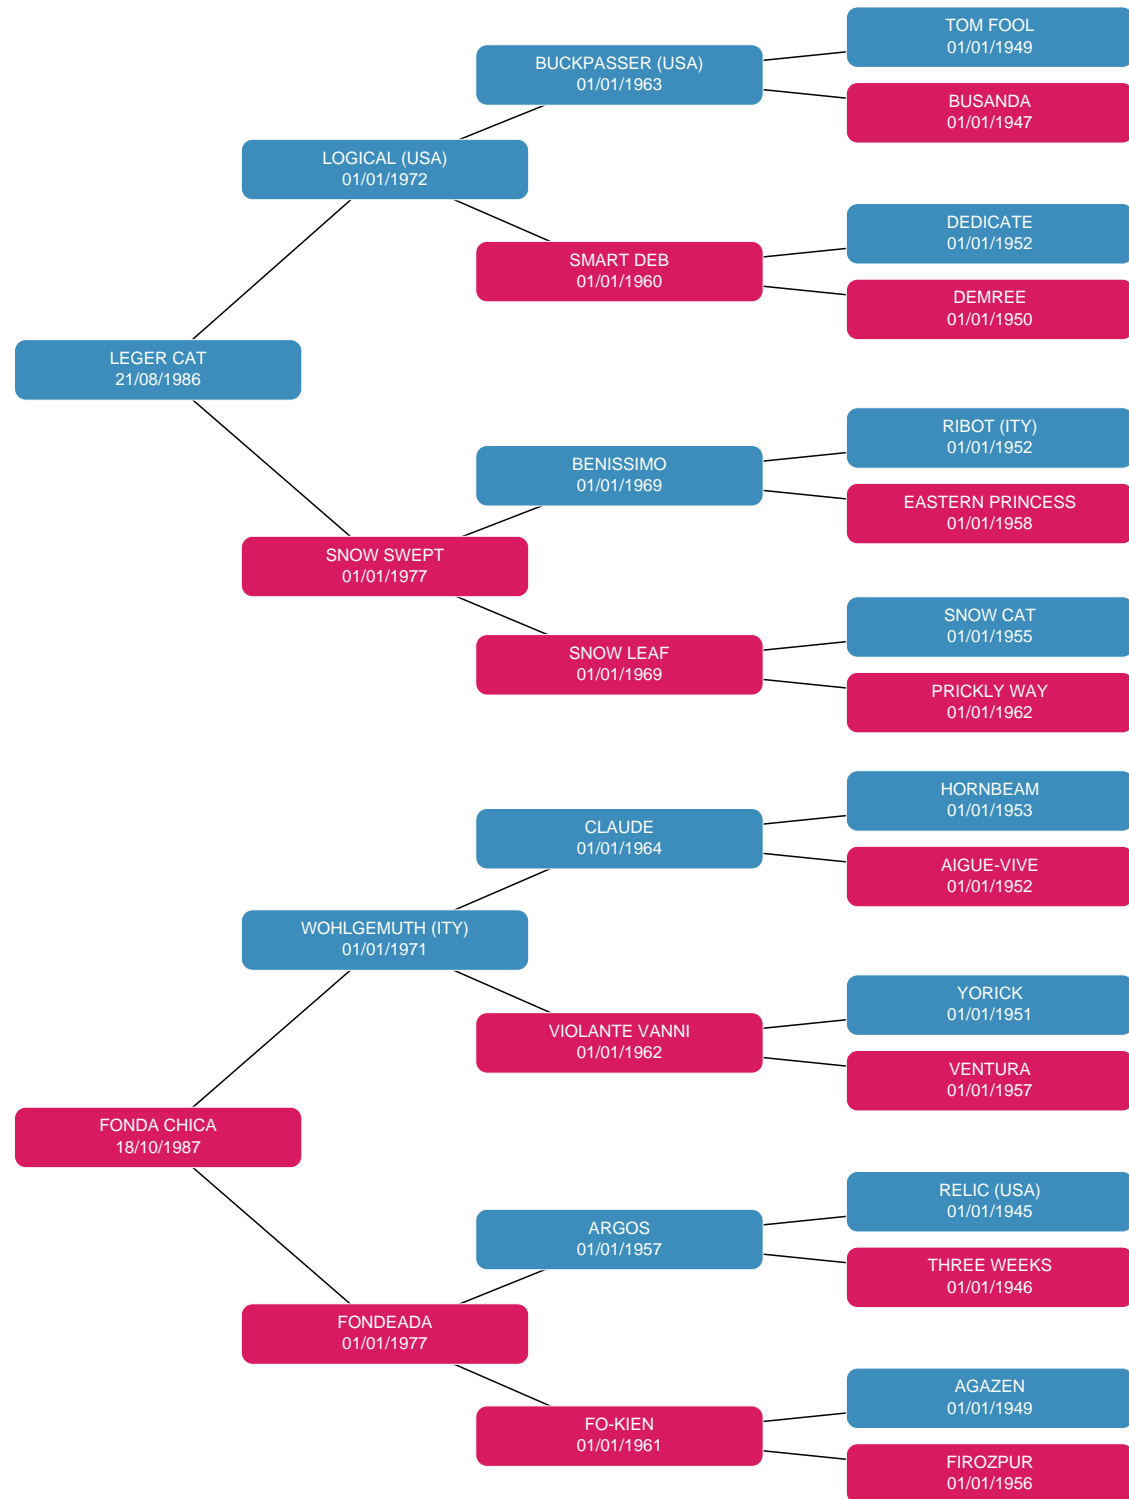 TOM FOOL
01/01/1949
BUCKPASSER (USA)
01/01/1963
BUSANDA
01/01/1947
LOGICAL (USA)
01/01/1972
DEDICATE
01/01/1952
SMART DEB
01/01/1960
DEMREE
01/01/1950
LEGER CAT
21/08/1986
RIBOT (ITY)
01/01/1952
BENISSIMO
01/01/1969
EASTERN PRINCESS
01/01/1958
SNOW SWEPT
01/01/1977
SNOW CAT
01/01/1955
SNOW LEAF
01/01/1969
PRICKLY WAY
01/01/1962
HORNBEAM
01/01/1953
CLAUDE
01/01/1964
AIGUE-VIVE
01/01/1952
WOHLGEMUTH (ITY)
01/01/1971
YORICK
01/01/1951
VIOLANTE VANNI
01/01/1962
VENTURA
01/01/1957
FONDA CHICA
18/10/1987
RELIC (USA)
01/01/1945
ARGOS
01/01/1957
THREE WEEKS
01/01/1946
FONDEADA
01/01/1977
AGAZEN
01/01/1949
FO-KIEN
01/01/1961
FIROZPUR
01/01/1956